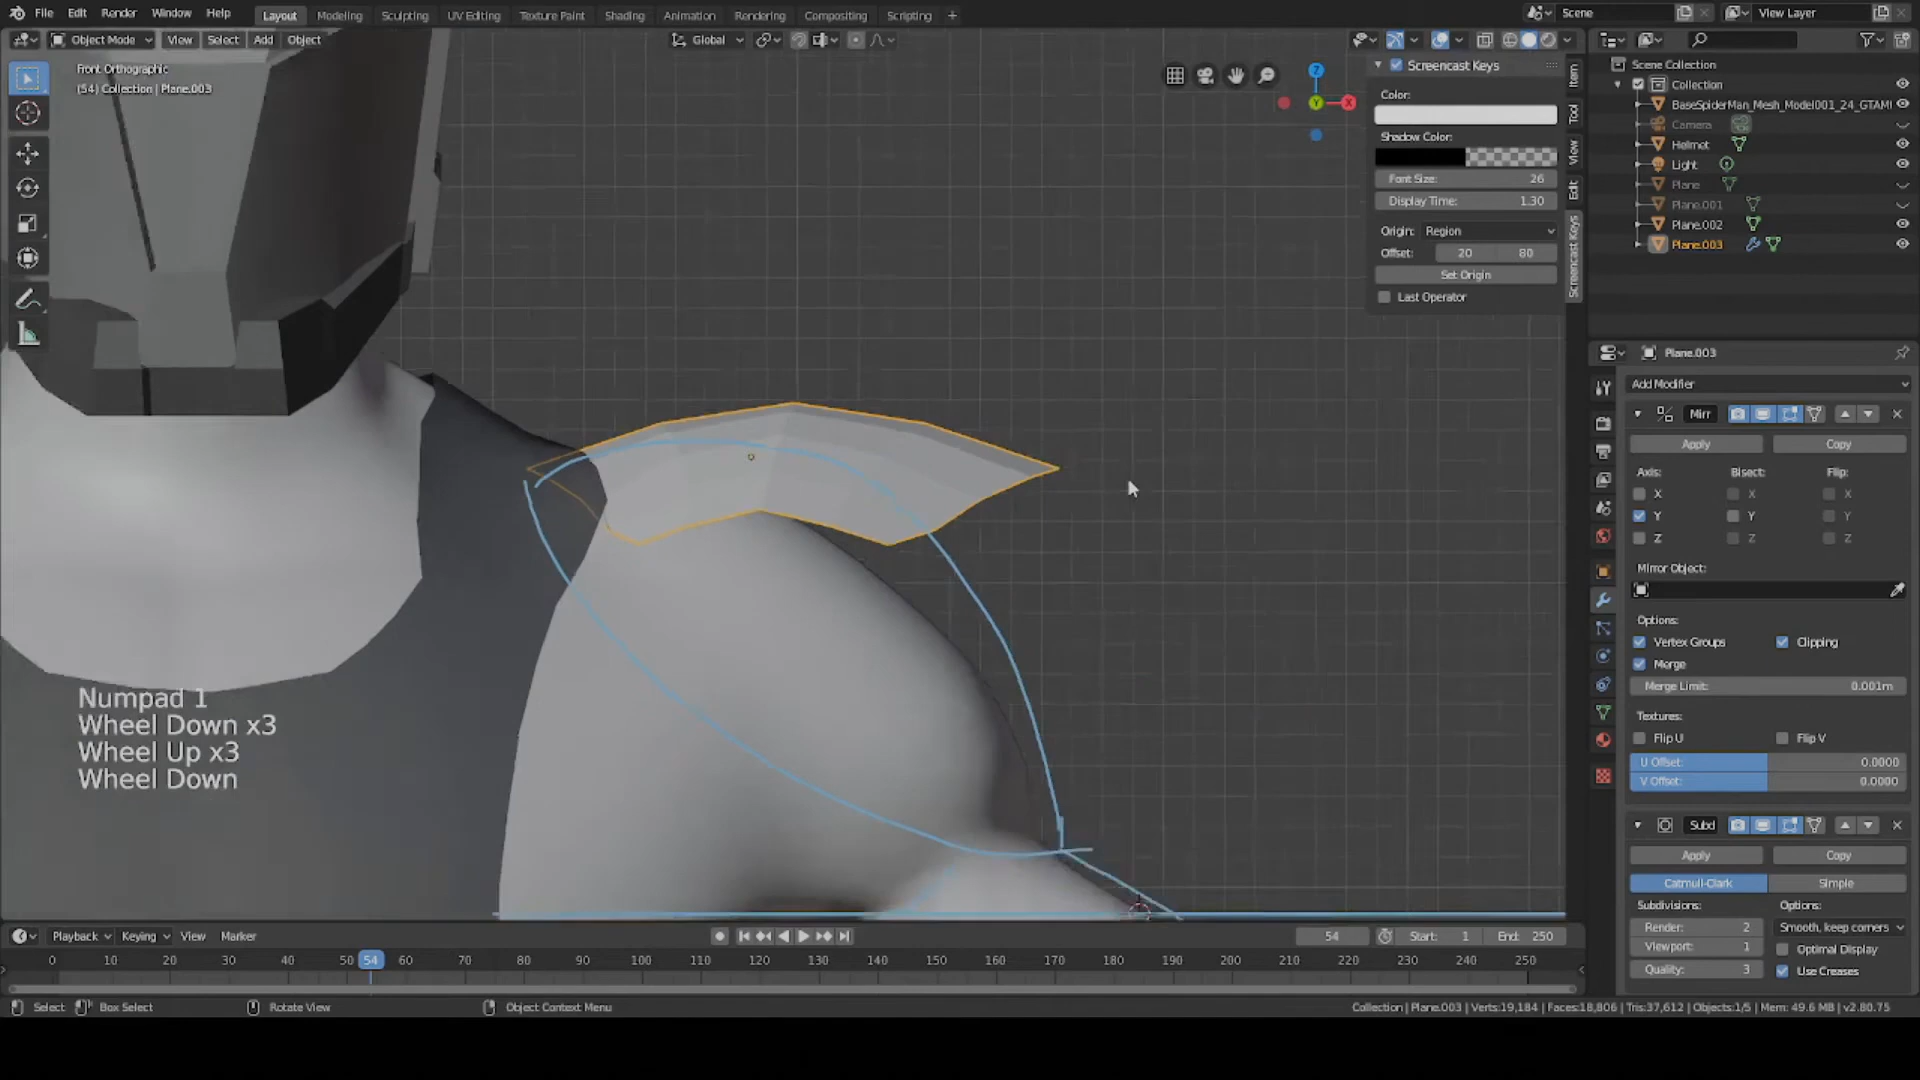 File Edit Render Window Help Layout Modeling Sculpting UV Editing Texture Paint Shading Animation Rendering Compositing Scripting + Scene View Layer
Object Mode View Select Add Object Global
Front Orthographic
(54) Collection | Plane.003
Z
Y
X
Screencast Keys
Color:
Shadow Color:
Font Size: 26
Display Time: 1.30
Origin: Region
Offset: 20 80
Set Origin
Last Operator
Item
Tool
View
Edit
Screencast Keys
Scene Collection
Collection
BaseSpiderMan_Mesh_Model001_24_GTAM
Camera
Helmet
Light
Plane
Plane.001
Plane.002
Plane.003
Plane.003
Add Modifier
Mirr
Apply Copy
Axis: Bisect: Flip:
X X X
Y Y Y
Z Z Z
Mirror Object:
Options:
Vertex Groups Clipping
Merge
Merge Limit: 0.001m
Textures:
Flip U Flip V
U Offset: 0.0000
V Offset: 0.0000
Subd
Apply Copy
Catmull-Clark Simple
Subdivisions: Options:
Render: 2 Smooth, keep corners
Viewport: 1 Optimal Display
Quality: 3 Use Creases
Numpad 1
Wheel Down x3
Wheel Up x3
Wheel Down
Playback Keying View Marker 54 Start: 1 End: 250
0 10 20 30 40 50 54 60 70 80 90 100 110 120 130 140 150 160 170 180 190 200 210 220 230 240 250
Select Box Select Rotate View Object Context Menu Collection | Plane.003 | Verts:19,184 | Faces:18,806 | Tris:37,612 | Objects:1/5 | Mem: 49.6 MB | v2.80.75